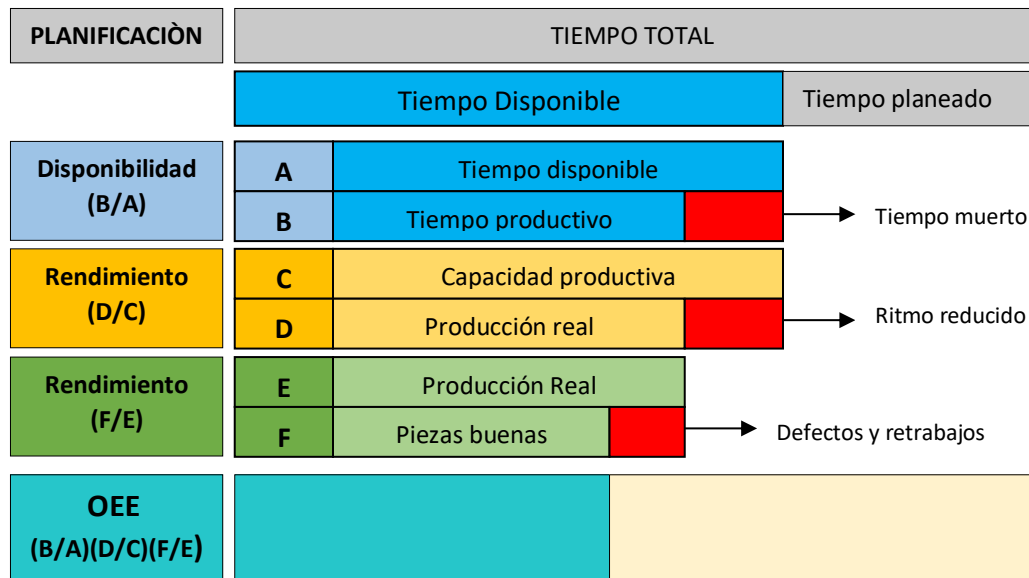 PLANIFICACIÒN
TIEMPO TOTAL
Tiempo Disponible
Tiempo planeado
Disponibilidad
(B/A)
A
Tiempo disponible
B
Tiempo productivo
Tiempo muerto
Rendimiento
(D/C)
C
Capacidad productiva
D
Producción real
Ritmo reducido
Rendimiento
(F/E)
E
Producción Real
F
Piezas buenas
Defectos y retrabajos
OEE
(B/A)(D/C)(F/E)